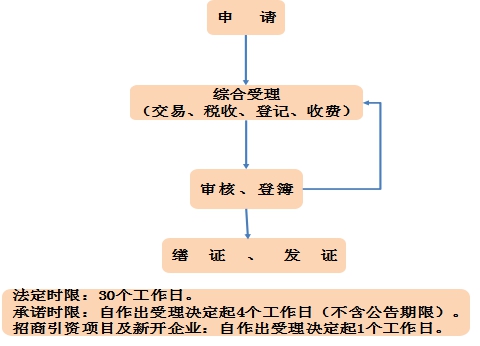 申 请
综合受理
（交易、税收、登记、收费）
审核、登簿
缮 证 、 发 证
法定时限：30个工作日。
承诺时限：自作出受理决定起4个工作日（不含公告期限）。
招商引资项目及新开企业：自作出受理决定起1个工作日。